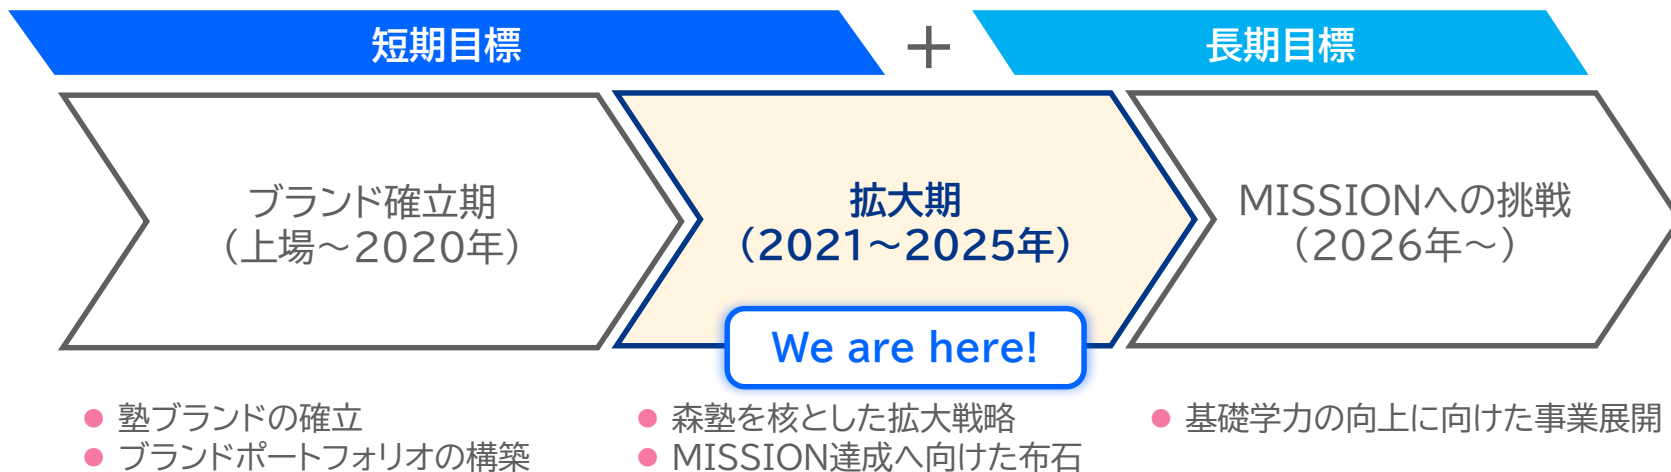 短期目標
＋
長期目標
ブランド確立期
（上場～2020年）
拡大期
（2021～2025年）
MISSIONへの挑戦
（2026年～）
We are here!
● 塾ブランドの確立
● ブランドポートフォリオの構築
● 森塾を核とした拡大戦略
● MISSION達成へ向けた布石
● 基礎学力の向上に向けた事業展開